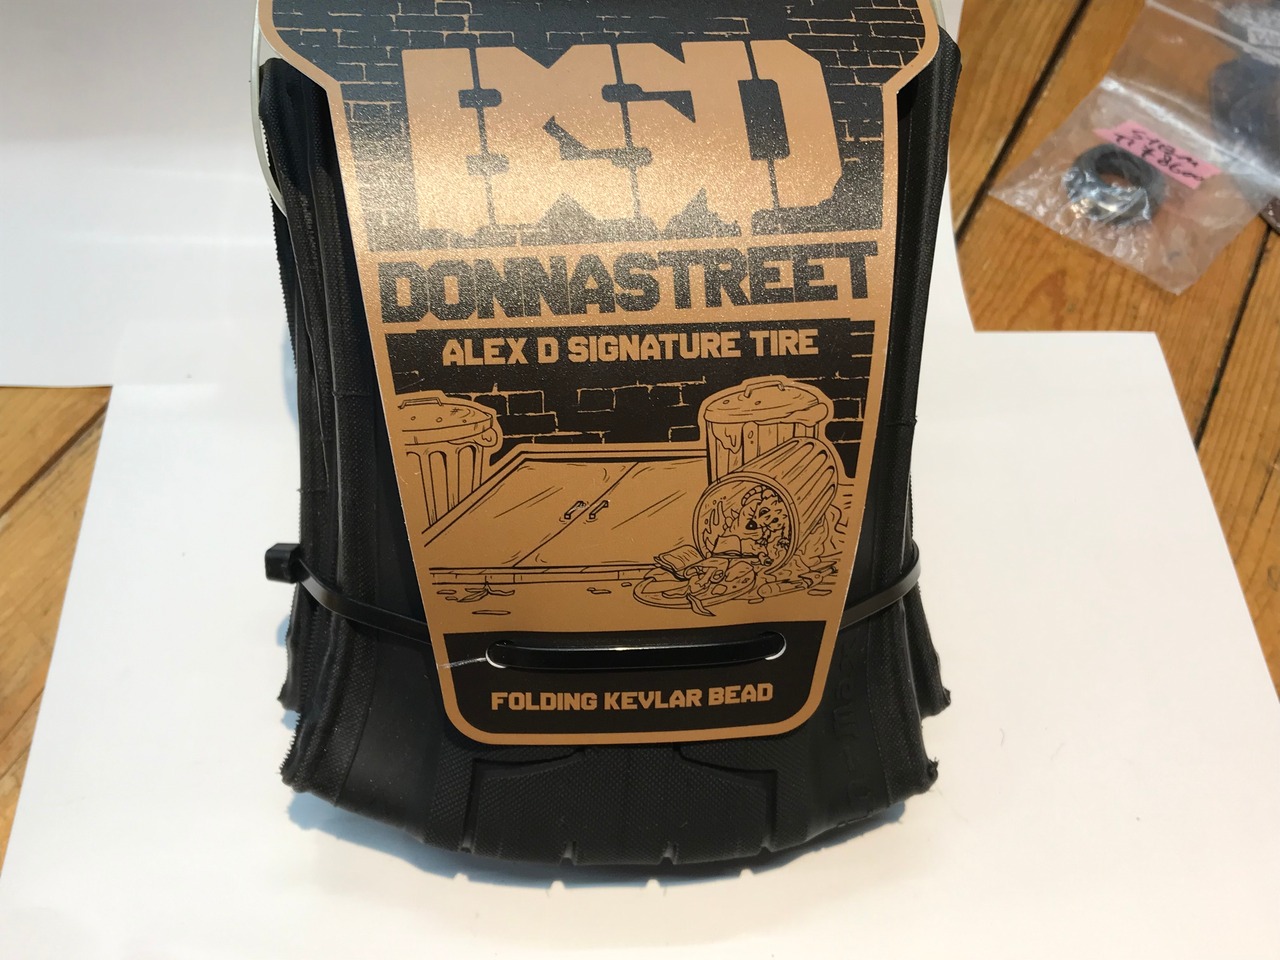 BSD
DONNASTREET
ALEX D SIGNATURE TIRE
FOLDING KEVLAR BEAD